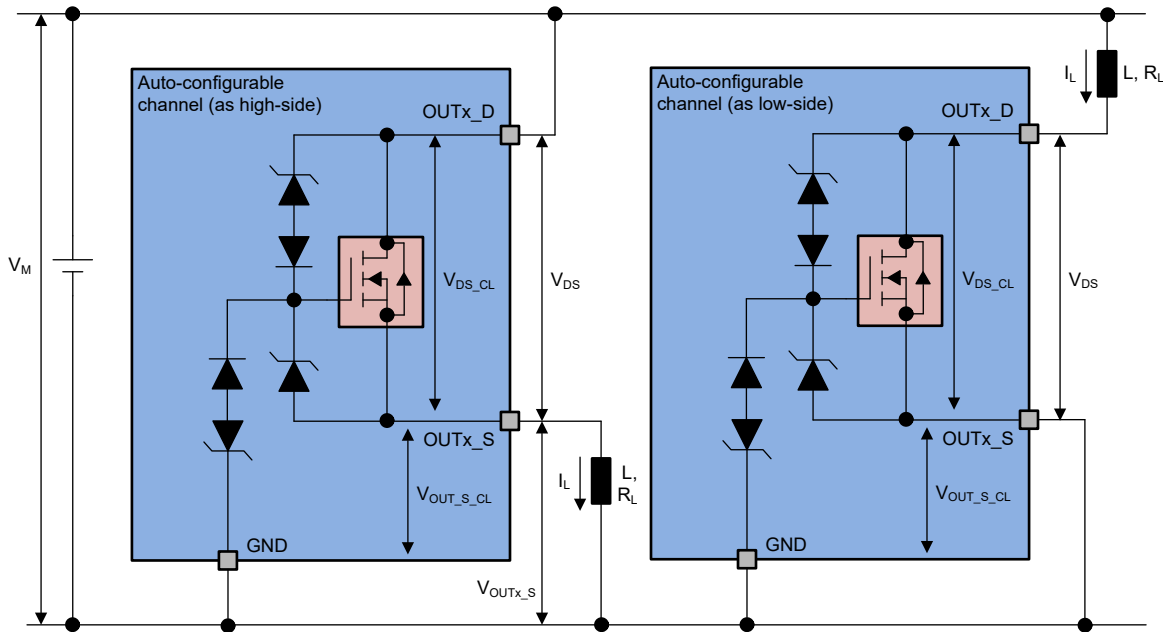 Auto-configurable
channel (as high-side)
OUTx_D
V_M
V_DS_CL
V_DS
OUTx_S
V_OUT_S_CL
I_L
L,
R_L
GND
V_OUTx_S
Auto-configurable
channel (as low-side)
OUTx_D
I_L
L, R_L
V_DS_CL
V_DS
OUTx_S
V_OUT_S_CL
GND